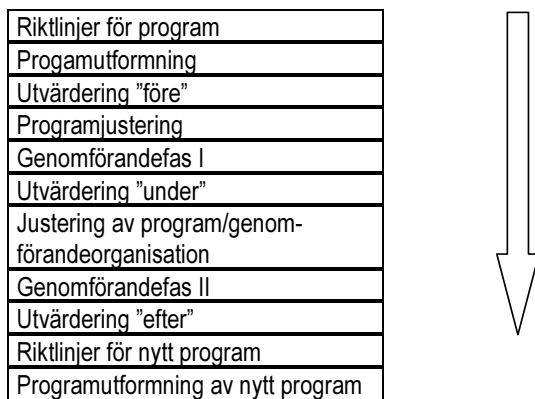 Riktlinjer för program
Progamutformning
Utvärdering ”före”
Programjustering
Genomförandefas I
Utvärdering ”under”
Justering av program/genom-
förandeorganisation
Genomförandefas II
Utvärdering ”efter”
Riktlinjer för nytt program
Programutformning av nytt program